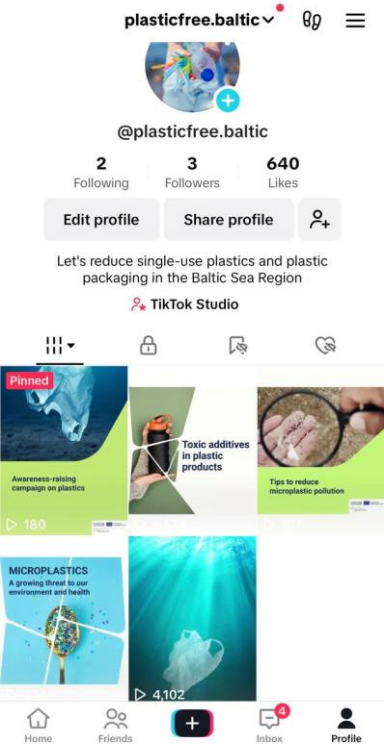 plasticfree.baltic
@plasticfree.baltic
2 3 640
Following Followers Likes
Edit profile Share profile
Let's reduce single-use plastics and plastic
packaging in the Baltic Sea Region
TikTok Studio
Pinned
Awareness-raising
campaign on plastics
180
Toxic additives
in plastic
products
Tips to reduce
microplastic pollution
MICROPLASTICS
A growing threat to our
environment and health
4,102
4
Home Friends Inbox Profile